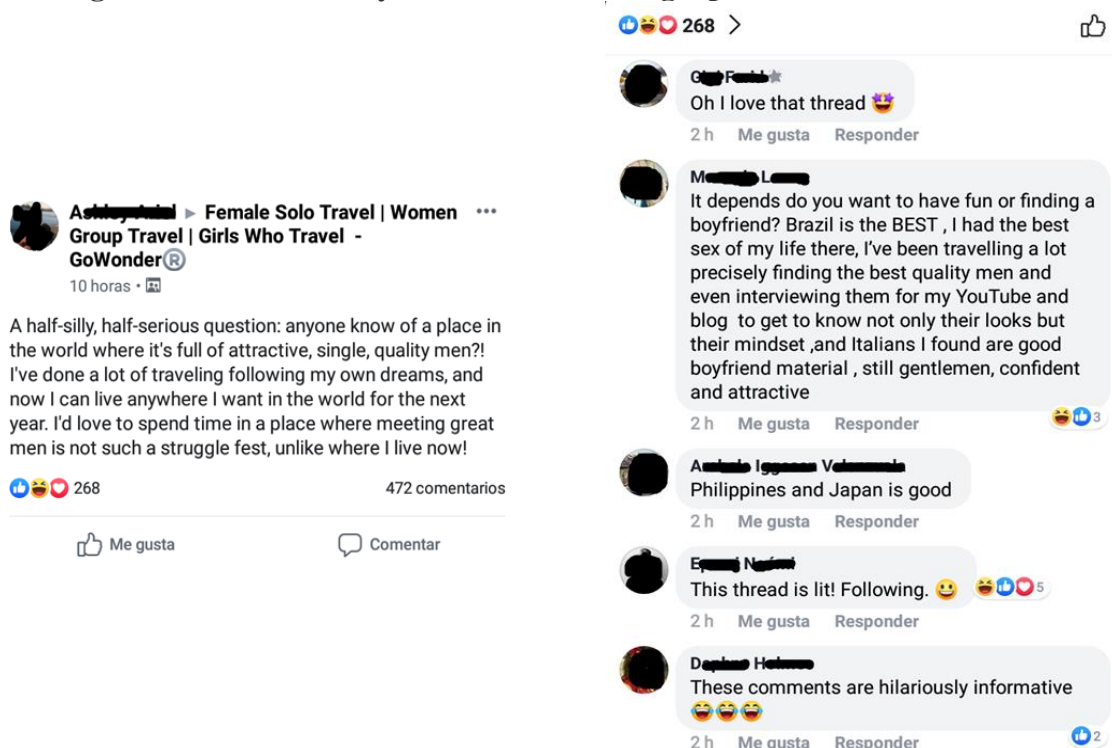 Female Solo Travel | Women
Group Travel | Girls Who Travel -
GoWonder®
10 horas
A half-silly, half-serious question: anyone know of a place in
the world where it's full of attractive, single, quality men?!
I've done a lot of traveling following my own dreams, and
now I can live anywhere I want in the world for the next
year. I'd love to spend time in a place where meeting great
men is not such a struggle fest, unlike where I live now!
268
472 comentarios
Me gusta
Comentar
268
Oh I love that thread 🤩
2 h Me gusta Responder
It depends do you want to have fun or finding a
boyfriend? Brazil is the BEST , I had the best
sex of my life there, I've been travelling a lot
precisely finding the best quality men and
even interviewing them for my YouTube and
blog to get to know not only their looks but
their mindset ,and Italians I found are good
boyfriend material , still gentlemen, confident
and attractive
2 h Me gusta Responder
3
Philippines and Japan is good
2 h Me gusta Responder
This thread is lit! Following. 😀
5
2 h Me gusta Responder
These comments are hilariously informative
😂😂😂
2 h Me gusta Responder
2